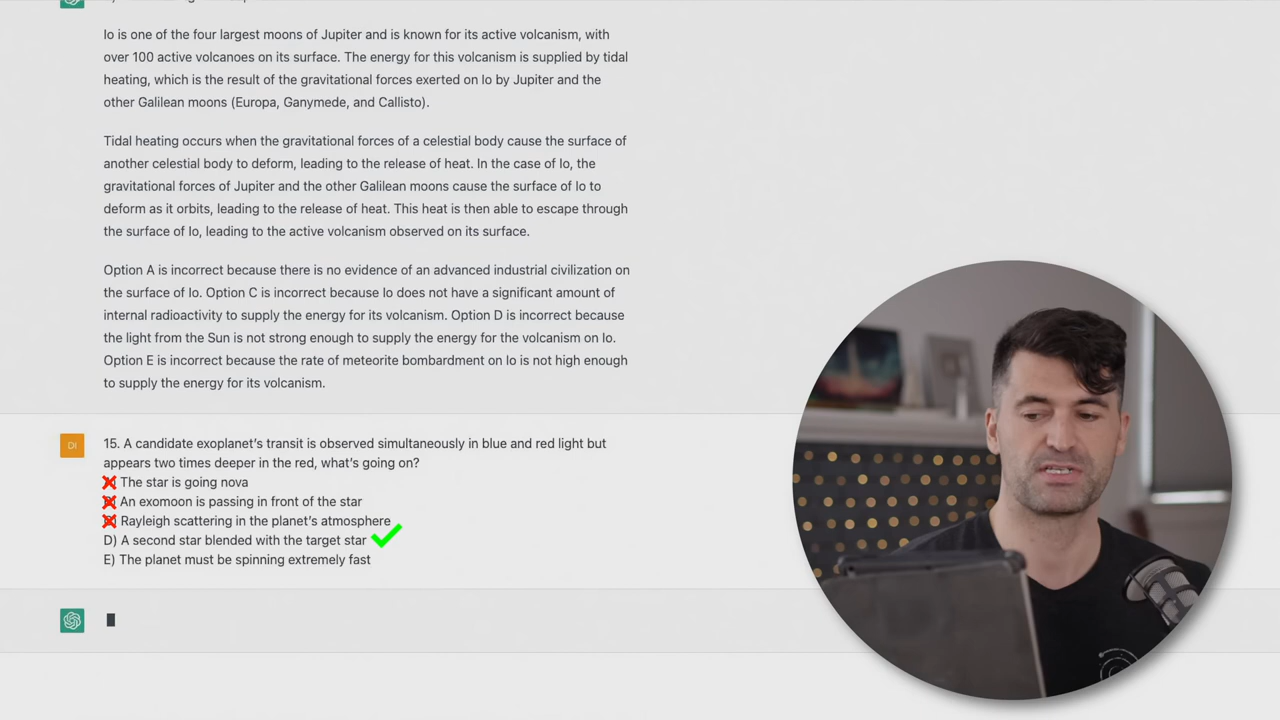 Io is one of the four largest moons of Jupiter and is known for its active volcanism, with
over 100 active volcanoes on its surface. The energy for this volcanism is supplied by tidal
heating, which is the result of the gravitational forces exerted on Io by Jupiter and the
other Galilean moons (Europa, Ganymede, and Callisto).
Tidal heating occurs when the gravitational forces of a celestial body cause the surface of
another celestial body to deform, leading to the release of heat. In the case of Io, the
gravitational forces of Jupiter and the other Galilean moons cause the surface of Io to
deform as it orbits, leading to the release of heat. This heat is then able to escape through
the surface of Io, leading to the active volcanism observed on its surface.
Option A is incorrect because there is no evidence of an advanced industrial civilization on
the surface of Io. Option C is incorrect because Io does not have a significant amount of
internal radioactivity to supply the energy for its volcanism. Option D is incorrect because
the light from the Sun is not strong enough to supply the energy for the volcanism on Io.
Option E is incorrect because the rate of meteorite bombardment on Io is not high enough
to supply the energy for its volcanism.
DI
15. A candidate exoplanet's transit is observed simultaneously in blue and red light but
appears two times deeper in the red, what's going on?
The star is going nova
An exomoon is passing in front of the star
Rayleigh scattering in the planet's atmosphere
D) A second star blended with the target star
E) The planet must be spinning extremely fast